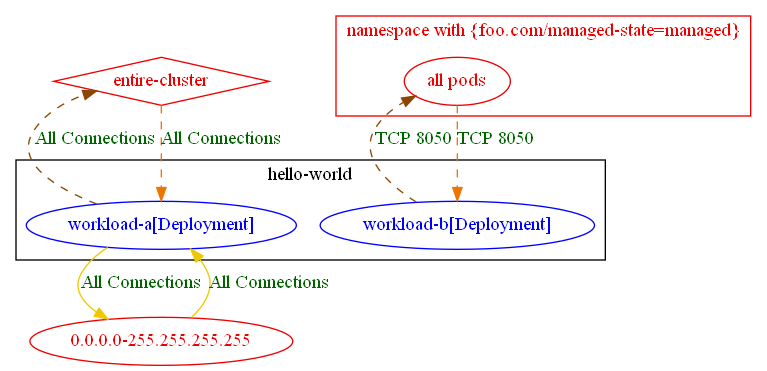 namespace with {foo.com/managed-state=managed}
entire-cluster
all pods
All Connections
All Connections
TCP 8050
TCP 8050
hello-world
workload-a[Deployment]
workload-b[Deployment]
All Connections
All Connections
0.0.0.0-255.255.255.255